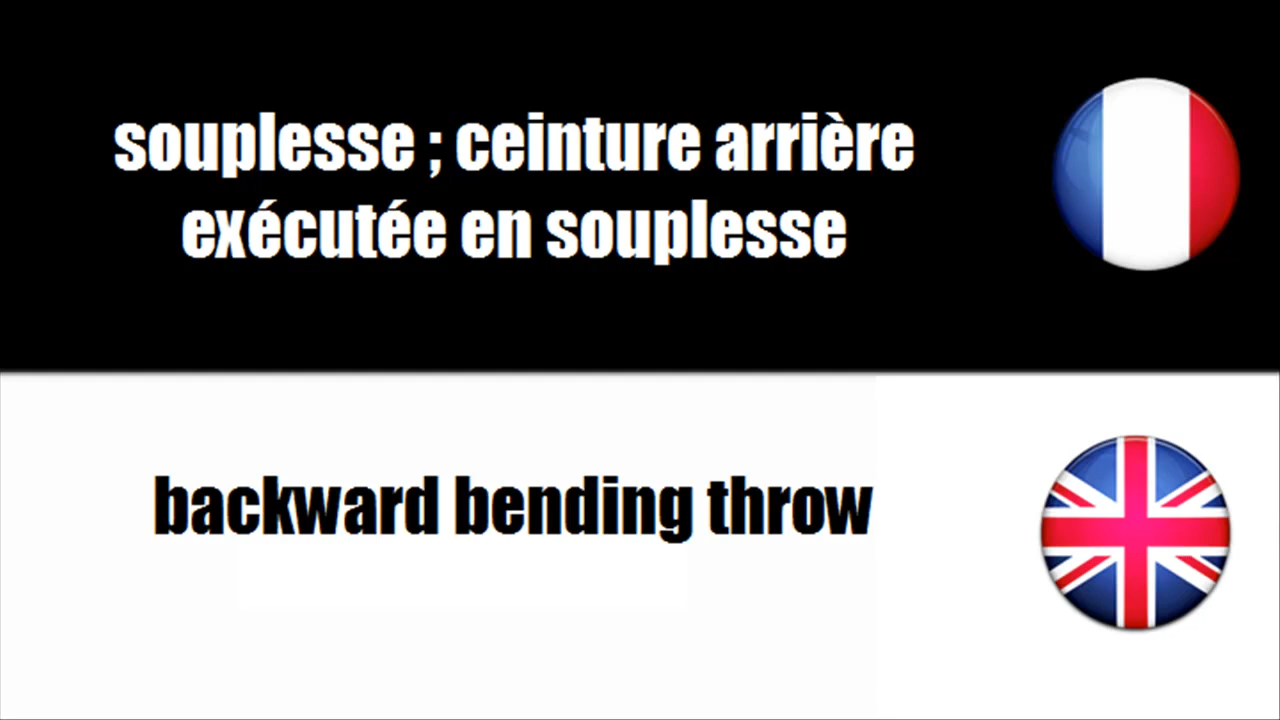 souplesse ; ceinture arrière
exécutée en souplesse
backward bending throw